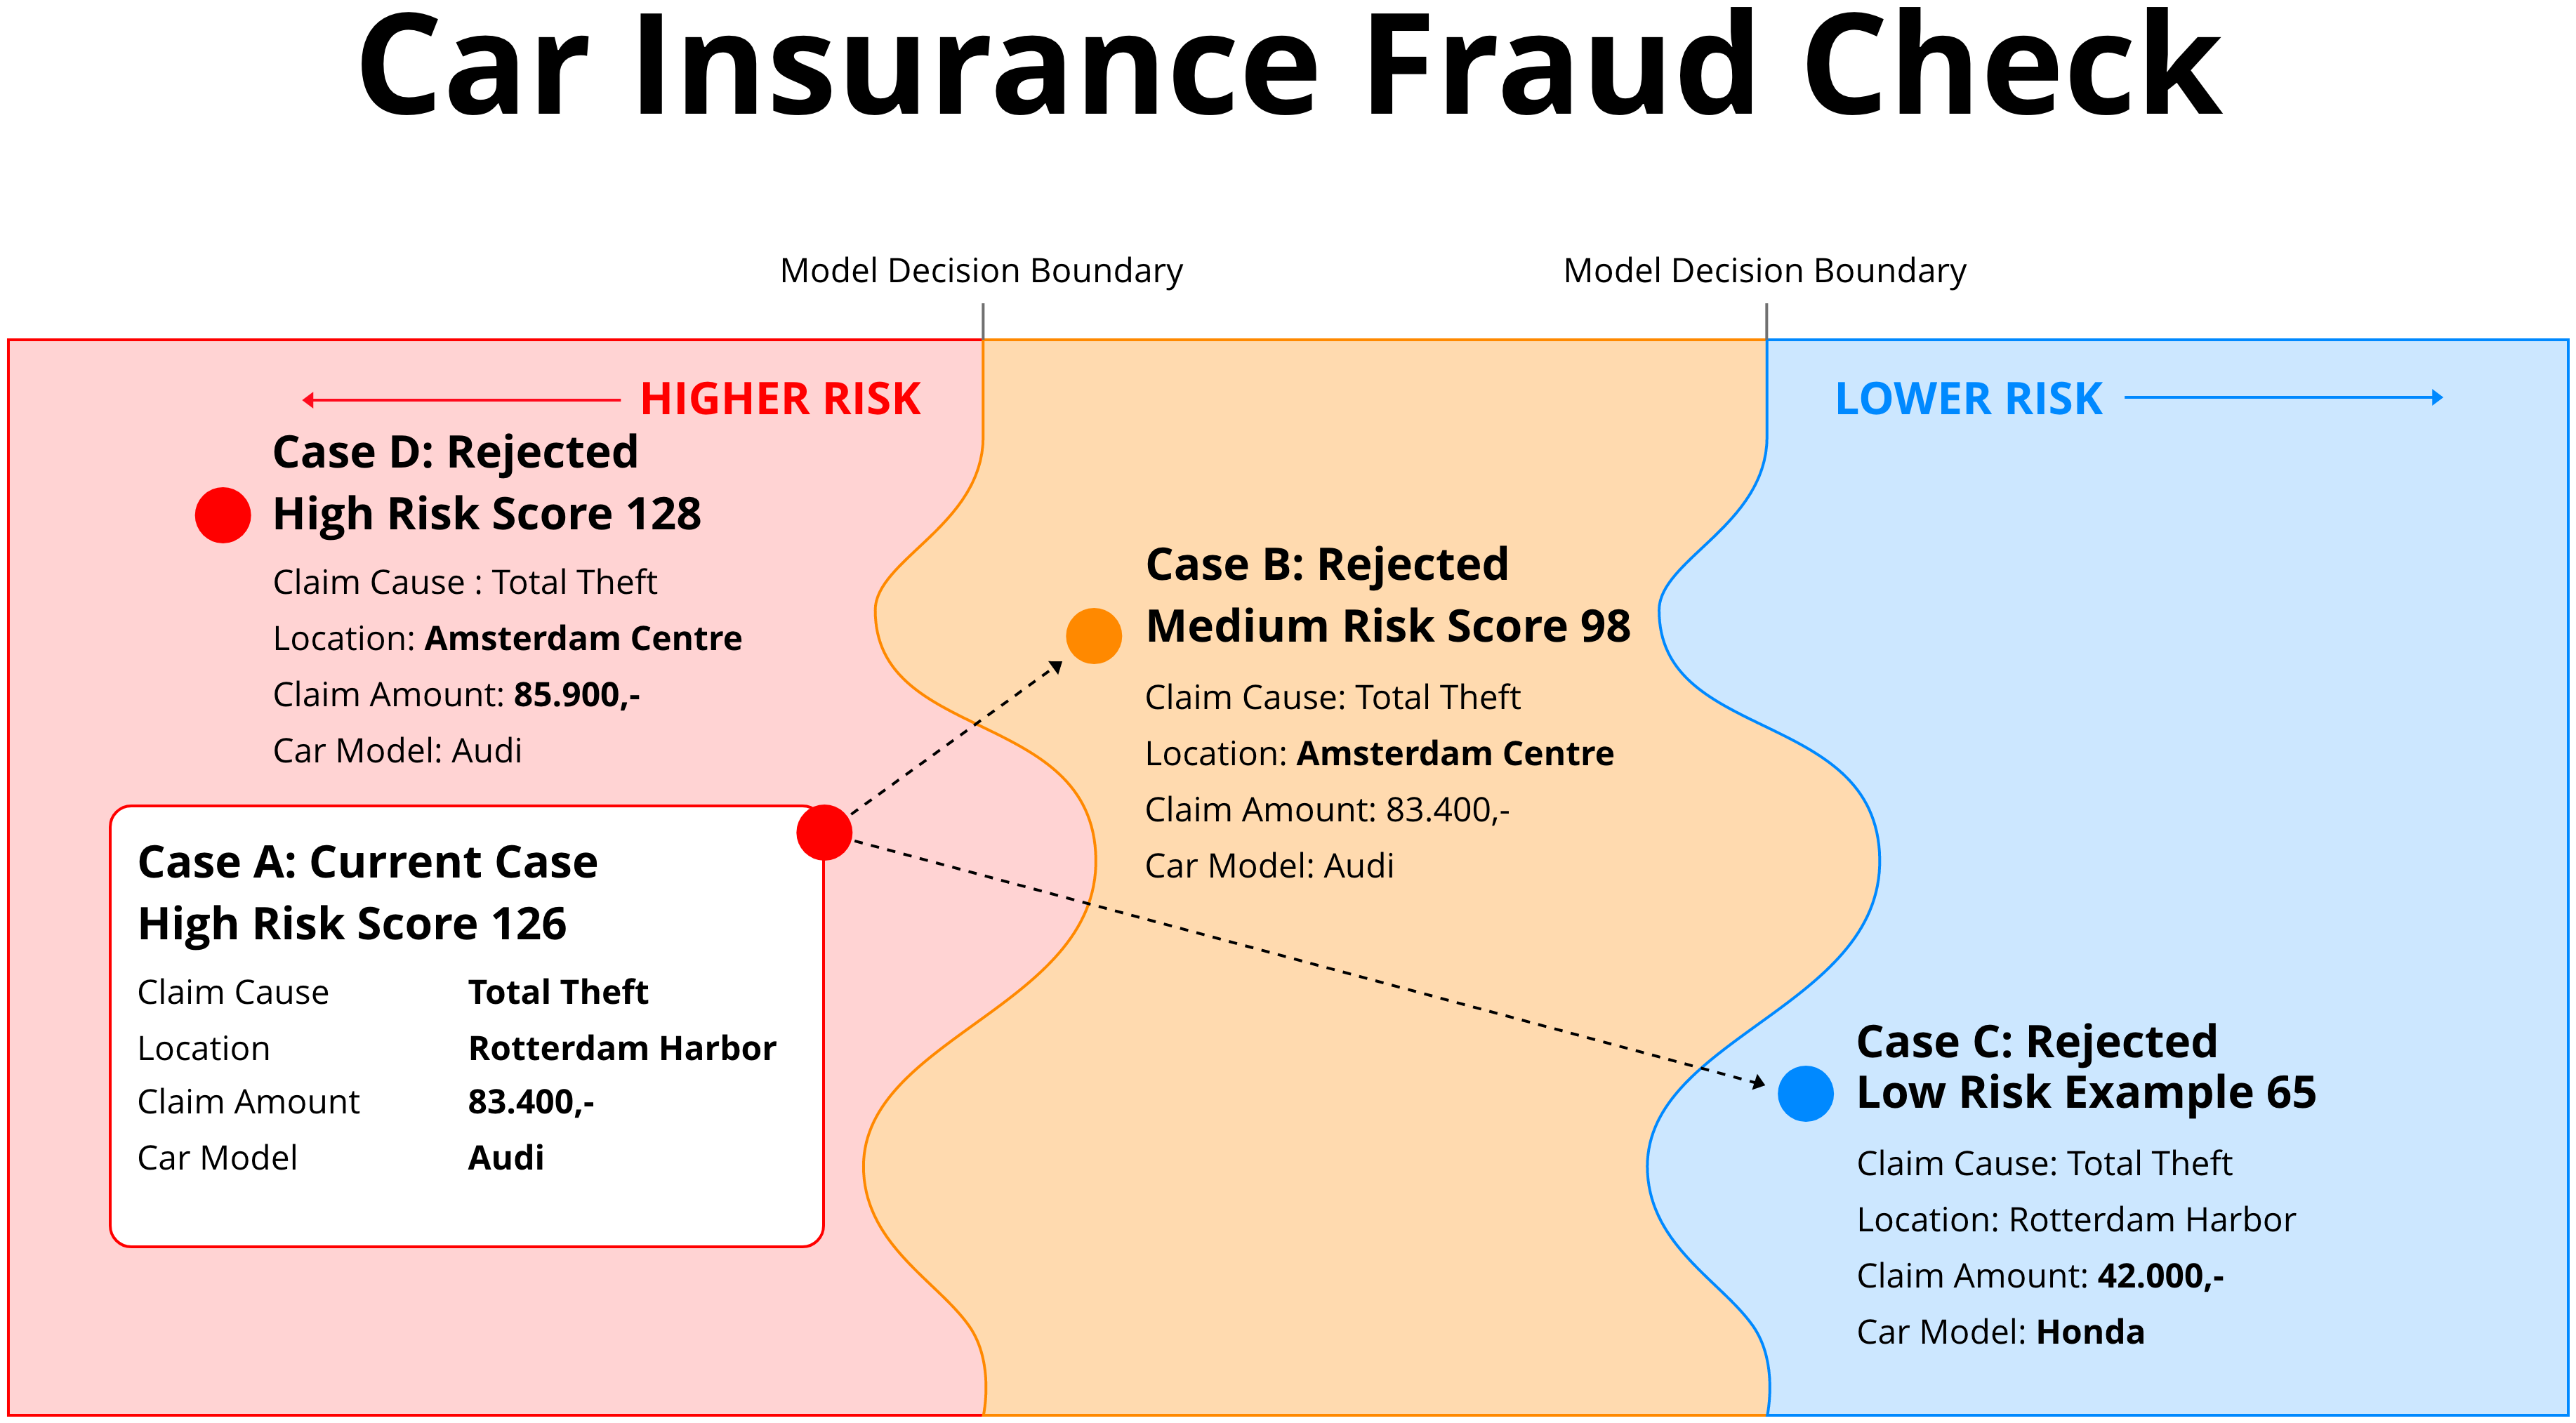 Car Insurance Fraud Check
Model Decision Boundary
Model Decision Boundary
HIGHER RISK
LOWER RISK
Case D: Rejected
High Risk Score 128
Claim Cause : Total Theft
Location: Amsterdam Centre
Claim Amount: 85.900,-
Car Model: Audi
Case B: Rejected
Medium Risk Score 98
Claim Cause: Total Theft
Location: Amsterdam Centre
Claim Amount: 83.400,-
Car Model: Audi
Case A: Current Case
High Risk Score 126
Claim Cause Total Theft
Location Rotterdam Harbor
Claim Amount 83.400,-
Car Model Audi
Case C: Rejected
Low Risk Example 65
Claim Cause: Total Theft
Location: Rotterdam Harbor
Claim Amount: 42.000,-
Car Model: Honda